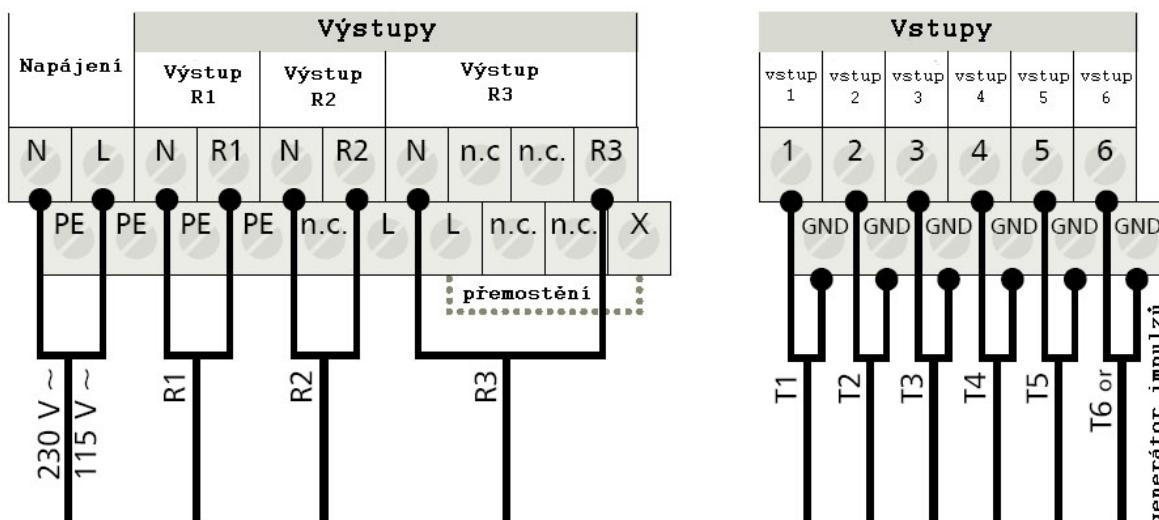 Výstupy
Napájení
Výstup
R1
Výstup
R2
Výstup
R3
N L N R1 N R2 N n.c n.c. R3
PE PE PE PE n.c. L L n.c. n.c. X
přemostění
230 V ~
115 V ~
R1
R2
R3
Vstupy
vstup
1
vstup
2
vstup
3
vstup
4
vstup
5
vstup
6
1 2 3 4 5 6
GND GND GND GND GND GND
T1
T2
T3
T4
T5
T6 or
generátor impulzů